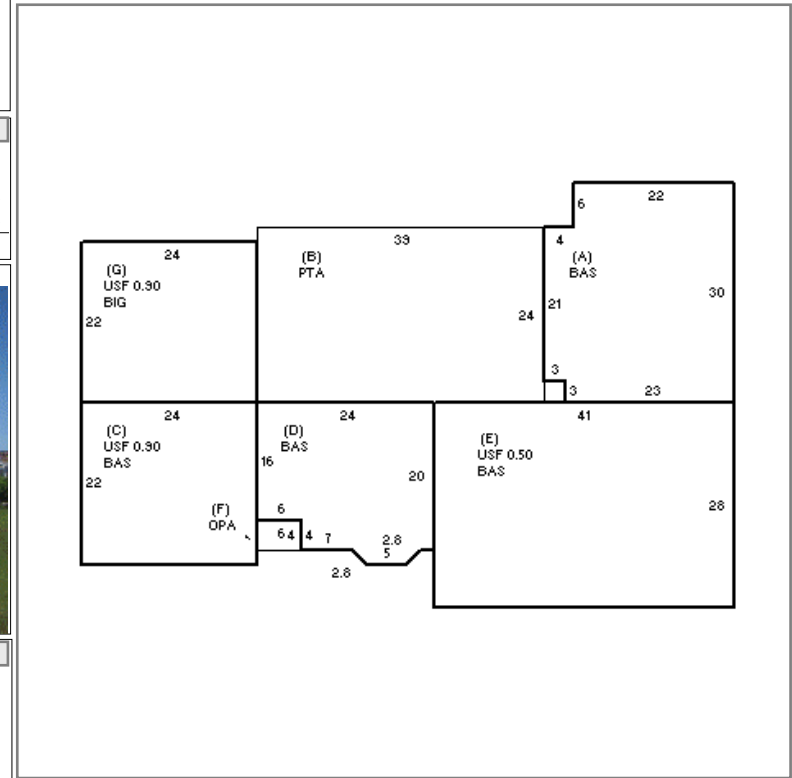 22
6
39
4
24
(G)
USF 0.90
BIG
(B)
PTA
(A)
BAS
30
21
24
22
3
3
23
24
24
41
(C)
USF 0.90
BAS
(D)
BAS
(E)
USF 0.50
BAS
16
20
22
28
(F)
OPA
6
6 4
4
7
2.8
5
2.8